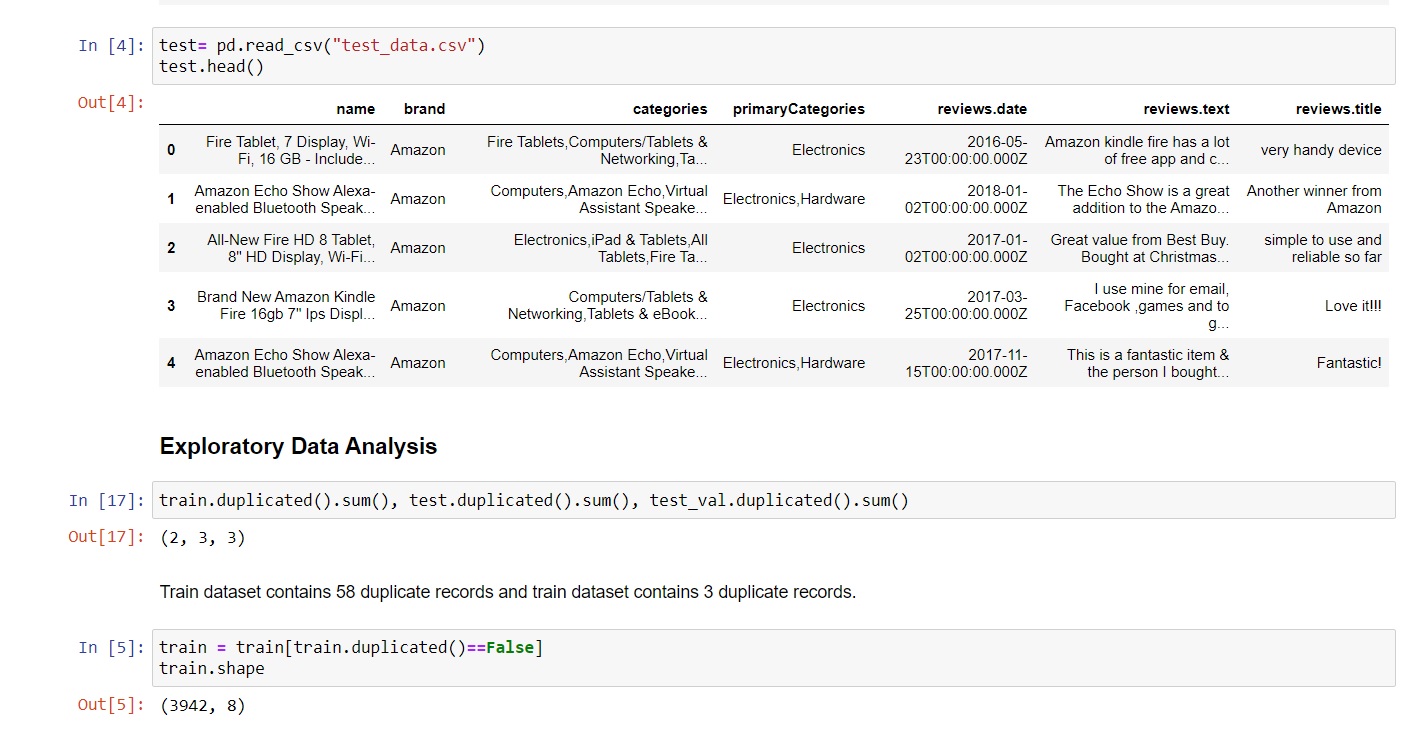 In [4]: test= pd.read_csv("test_data.csv")
test.head()
Out[4]:
name brand categories primaryCategories reviews.date reviews.text reviews.title
0 Fire Tablet, 7 Display, Wi- Amazon Fire Tablets,Computers/Tablets & Electronics 2016-05- Amazon kindle fire has a lot very handy device
Fi, 16 GB - Include... Networking,Ta... 23T00:00:00.000Z of free app and c...
1 Amazon Echo Show Alexa- Amazon Computers,Amazon Echo,Virtual Electronics,Hardware 2018-01- The Echo Show is a great Another winner from
enabled Bluetooth Speak... Assistant Speake... 02T00:00:00.000Z addition to the Amazo... Amazon
2 All-New Fire HD 8 Tablet, Amazon Electronics,iPad & Tablets,All Electronics 2017-01- Great value from Best Buy. simple to use and
8" HD Display, Wi-Fi... Tablets,Fire Ta... 02T00:00:00.000Z Bought at Christmas... reliable so far
3 Brand New Amazon Kindle Amazon Computers/Tablets & Electronics 2017-03- I use mine for email, Love it!!!
Fire 16gb 7" Ips Displ... Networking,Tablets & eBook... 25T00:00:00.000Z Facebook ,games and to
g...
4 Amazon Echo Show Alexa- Amazon Computers,Amazon Echo,Virtual Electronics,Hardware 2017-11- This is a fantastic item & Fantastic!
enabled Bluetooth Speak... Assistant Speake... 15T00:00:00.000Z the person I bought...
Exploratory Data Analysis
In [17]: train.duplicated().sum(), test.duplicated().sum(), test_val.duplicated().sum()
Out[17]: (2, 3, 3)
Train dataset contains 58 duplicate records and train dataset contains 3 duplicate records.
In [5]: train = train[train.duplicated()==False]
train.shape
Out[5]: (3942, 8)